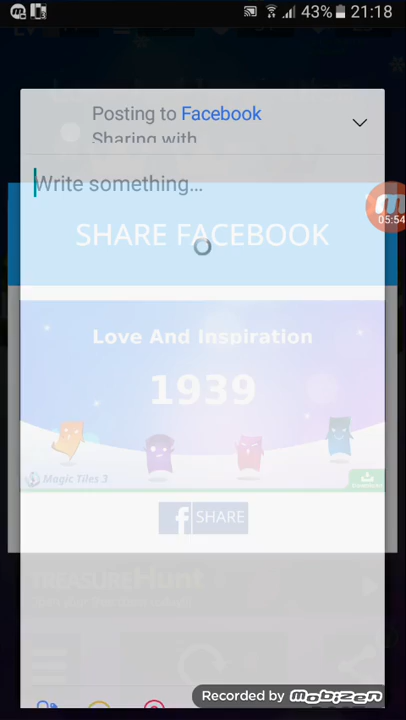 43% 21:18
Posting to Facebook
Sharing with
Write something...
05:54
SHARE FACEBOOK
Love And Inspiration
1939
Magic Tiles 3
f SHARE
TREASURE Hunt
Recorded by mobizen